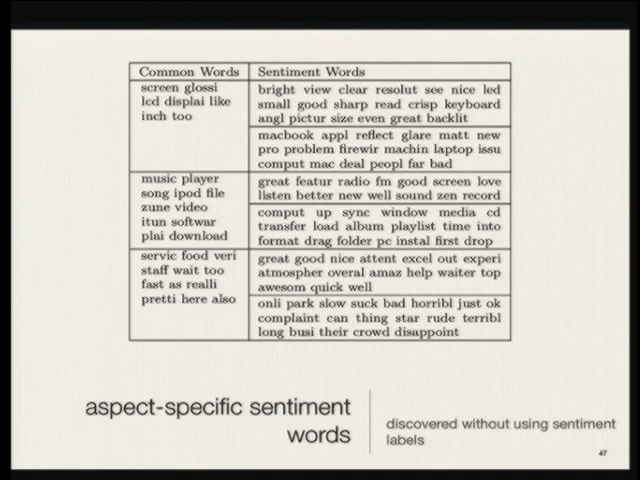 Common Words Sentiment Words
screen glossi
lcd displai like
inch too
bright view clear resolut see nice led
small good sharp read crisp keyboard
angl pictur size even great backlit
macbook appl reflect glare matt new
pro problem firewir machin laptop issu
comput mac deal peopl far bad
music player
song ipod file
zune video
itun softwar
plai download
great featur radio fm good screen love
listen better new well sound zen record
comput up sync window media cd
transfer load album playlist time into
format drag folder pc instal first drop
servic food veri
staff wait too
fast as realli
pretti here also
great good nice attent excel out experi
atmospher overal amaz help waiter top
awesom quick well
onli park slow suck bad horribl just ok
complaint can thing star rude terribl
long busi their crowd disappoint
aspect-specific sentiment
words
discovered without using sentiment
labels
47